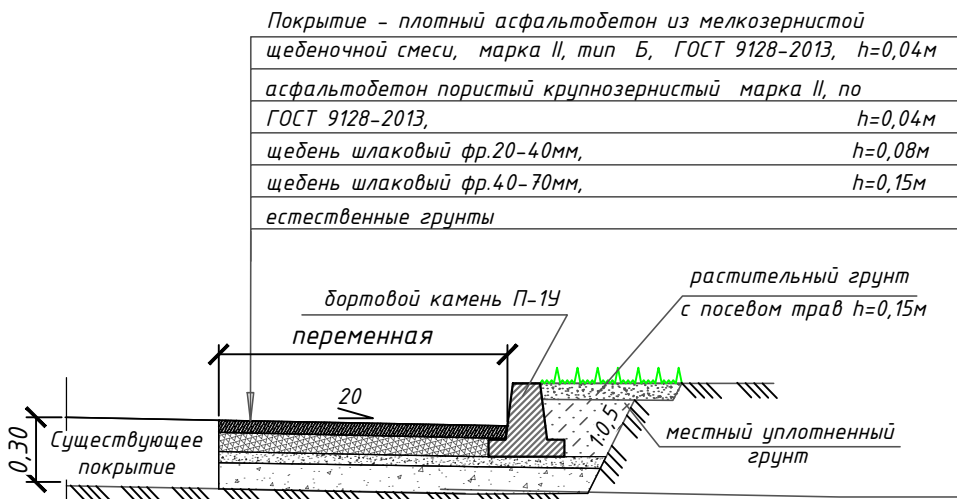 Покрытие - плотный асфальтобетон из мелкозернистой
щебеночной смеси, марка II, тип Б, ГОСТ 9128-2013, h=0,04м
асфальтобетон пористый крупнозернистый марка II, по
ГОСТ 9128-2013, h=0,04м
щебень шлаковый фр.20-40мм, h=0,08м
щебень шлаковый фр.40-70мм, h=0,15м
естественные грунты
растительный грунт
с посевом трав h=0,15м
бортовой камень П-1У
переменная
20
1:0,5
0,30
Существующее
покрытие
местный уплотненный
грунт